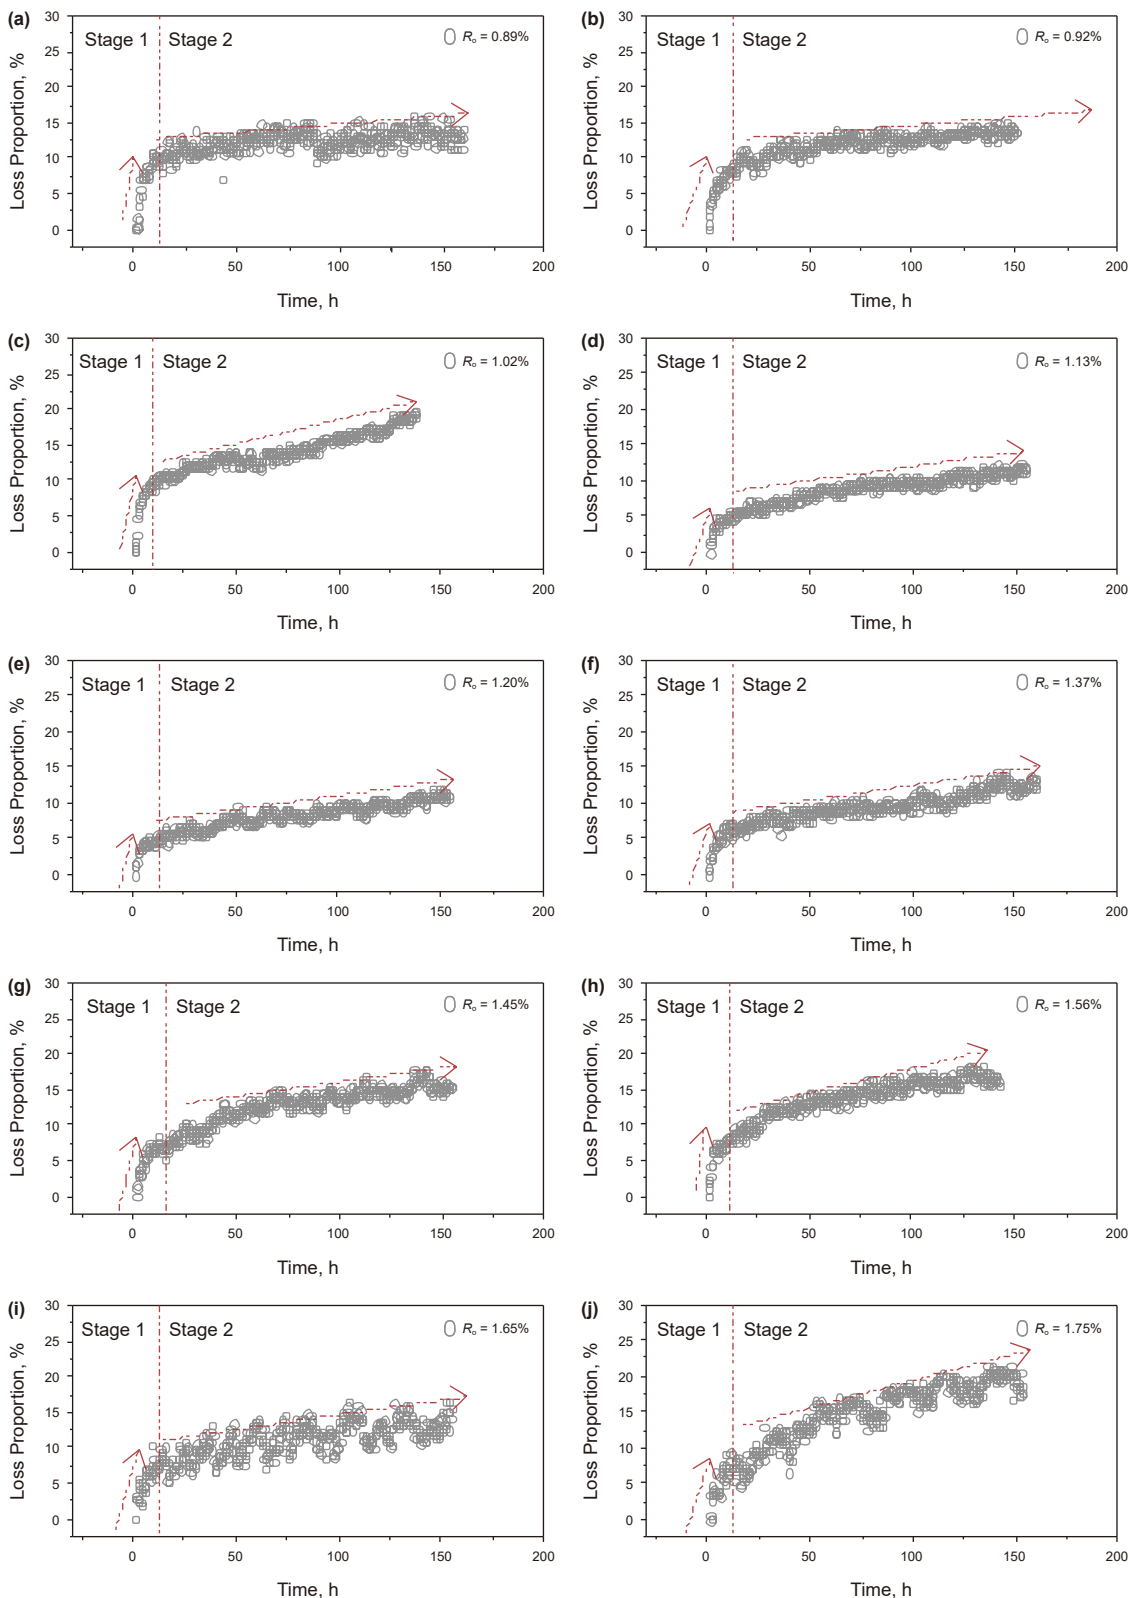 (a)
Stage 1 Stage 2
Rₒ = 0.89%
Loss Proportion, %
30
25
20
15
10
5
0
0 50 100 150 200
Time, h
(b)
Stage 1 Stage 2
Rₒ = 0.92%
Loss Proportion, %
30
25
20
15
10
5
0
0 50 100 150 200
Time, h
(c)
Stage 1 Stage 2
Rₒ = 1.02%
Loss Proportion, %
30
25
20
15
10
5
0
0 50 100 150 200
Time, h
(d)
Stage 1 Stage 2
Rₒ = 1.13%
Loss Proportion, %
30
25
20
15
10
5
0
0 50 100 150 200
Time, h
(e)
Stage 1 Stage 2
Rₒ = 1.20%
Loss Proportion, %
30
25
20
15
10
5
0
0 50 100 150 200
Time, h
(f)
Stage 1 Stage 2
Rₒ = 1.37%
Loss Proportion, %
30
25
20
15
10
5
0
0 50 100 150 200
Time, h
(g)
Stage 1 Stage 2
Rₒ = 1.45%
Loss Proportion, %
30
25
20
15
10
5
0
0 50 100 150 200
Time, h
(h)
Stage 1 Stage 2
Rₒ = 1.56%
Loss Proportion, %
30
25
20
15
10
5
0
0 50 100 150 200
Time, h
(i)
Stage 1 Stage 2
Rₒ = 1.65%
Loss Proportion, %
30
25
20
15
10
5
0
0 50 100 150 200
Time, h
(j)
Stage 1 Stage 2
Rₒ = 1.75%
Loss Proportion, %
30
25
20
15
10
5
0
0 50 100 150 200
Time, h